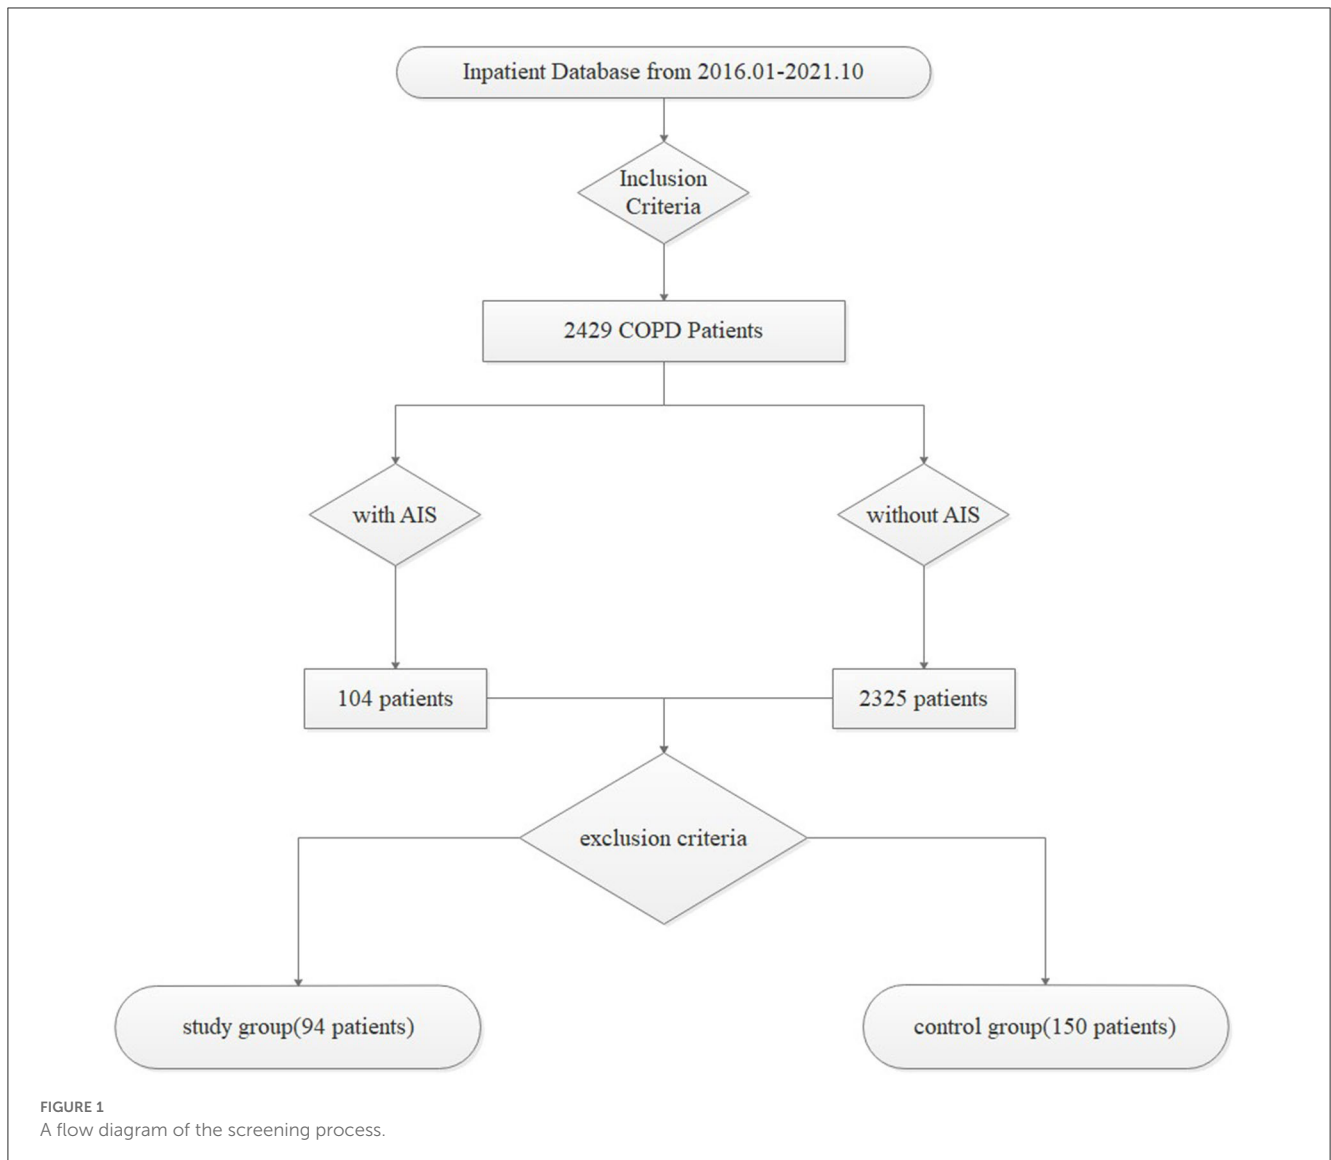 Inpatient Database from 2016.01-2021.10
Inclusion
Criteria
2429 COPD Patients
with AIS
without AIS
104 patients
2325 patients
exclusion criteria
study group(94 patients)
control group(150 patients)
FIGURE 1
A flow diagram of the screening process.